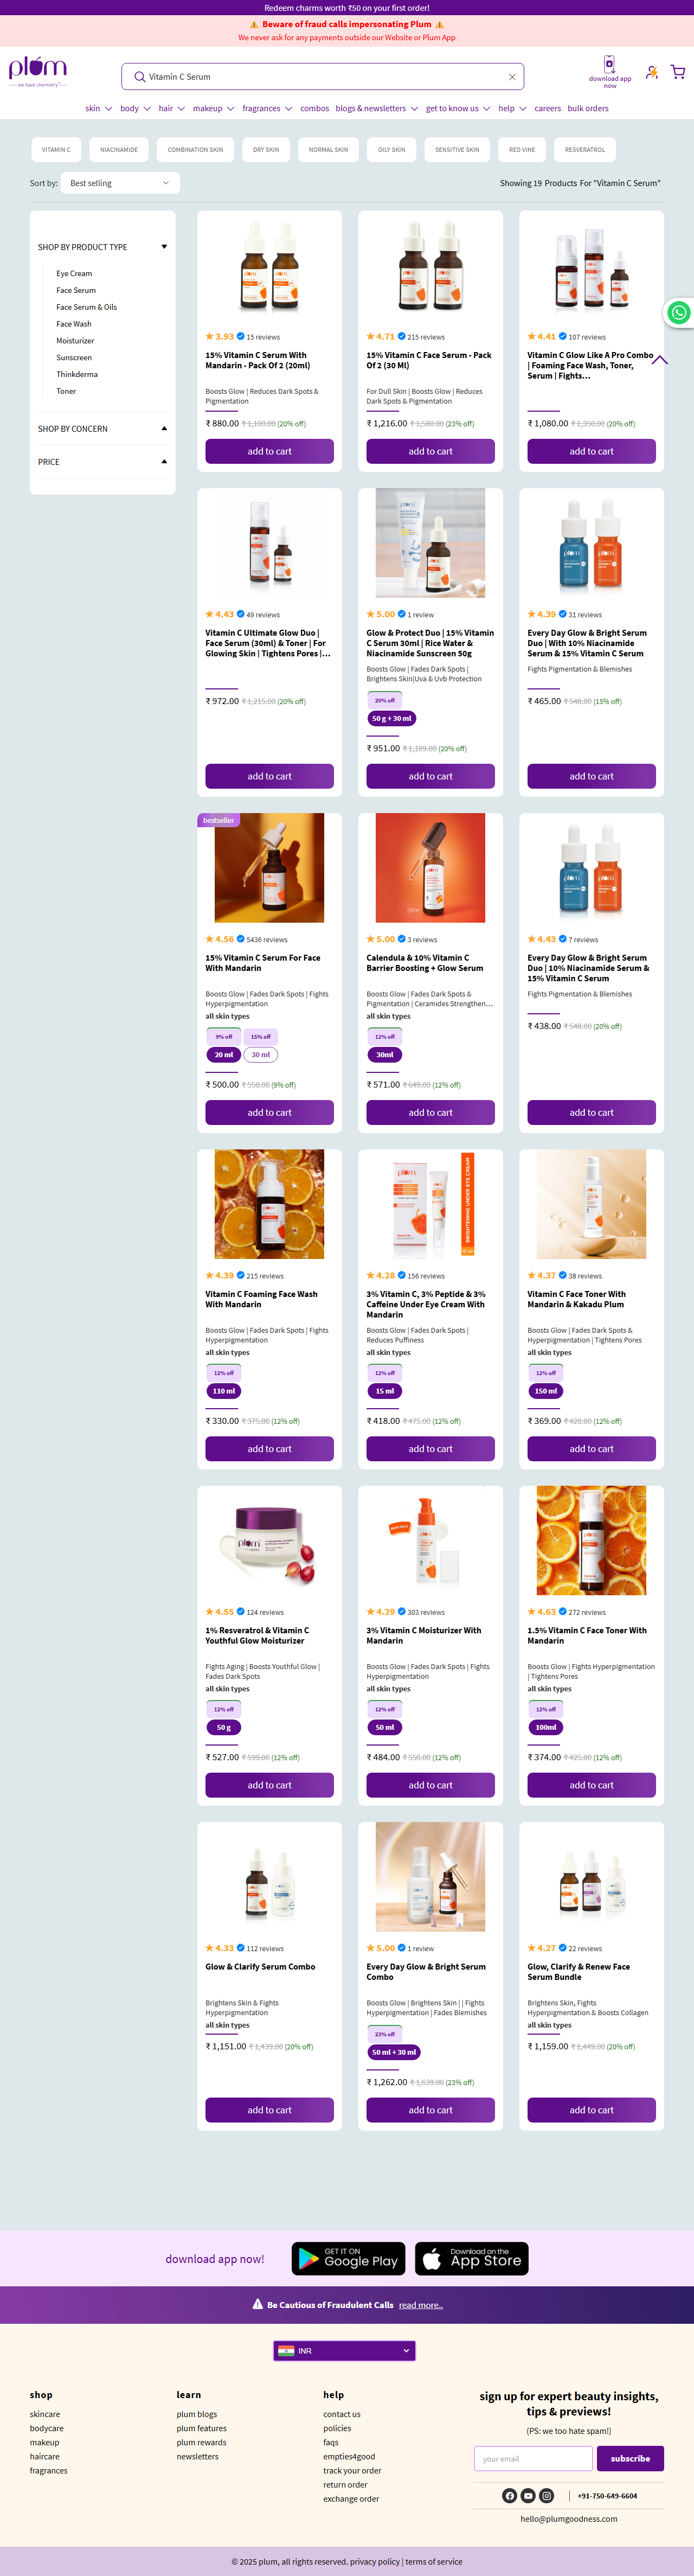 Redeem charms worth ₹50 on your first order!
⚠️ Beware of fraud calls impersonating Plum ⚠️
We never ask for any payments outside our Website or Plum App
plum
we have chemistry
Vitamin C Serum
download app now
skin body hair makeup fragrances combos blogs & newsletters get to know us help careers bulk orders
VITAMIN C NIACINAMIDE COMBINATION SKIN DRY SKIN NORMAL SKIN OILY SKIN SENSITIVE SKIN RED VINE RESVERATROL
Sort by: Best selling
Showing 19 Products For "Vitamin C Serum"
SHOP BY PRODUCT TYPE
Eye Cream
Face Serum
Face Serum & Oils
Face Wash
Moisturizer
Sunscreen
Thinkderma
Toner
SHOP BY CONCERN
PRICE
3.93 15 reviews
15% Vitamin C Serum With
Mandarin - Pack Of 2 (20ml)
Boosts Glow | Reduces Dark Spots &
Pigmentation
₹ 880.00 ₹ 1,100.00 (20% off)
add to cart
4.71 215 reviews
15% Vitamin C Face Serum - Pack
Of 2 (30 Ml)
For Dull Skin | Boosts Glow | Reduces
Dark Spots & Pigmentation
₹ 1,216.00 ₹ 1,580.00 (23% off)
add to cart
4.41 107 reviews
Vitamin C Glow Like A Pro Combo
| Foaming Face Wash, Toner,
Serum | Fights...
₹ 1,080.00 ₹ 1,350.00 (20% off)
add to cart
4.43 49 reviews
Vitamin C Ultimate Glow Duo |
Face Serum (30ml) & Toner | For
Glowing Skin | Tightens Pores |...
₹ 972.00 ₹ 1,215.00 (20% off)
add to cart
5.00 1 review
Glow & Protect Duo | 15% Vitamin
C Serum 30ml | Rice Water &
Niacinamide Sunscreen 50g
Boosts Glow | Fades Dark Spots |
Brightens Skin|Uva & Uvb Protection
20% off
50 g + 30 ml
₹ 951.00 ₹ 1,189.00 (20% off)
add to cart
4.39 31 reviews
Every Day Glow & Bright Serum
Duo | With 10% Niacinamide
Serum & 15% Vitamin C Serum
Fights Pigmentation & Blemishes
₹ 465.00 ₹ 548.00 (15% off)
add to cart
bestseller
4.56 5436 reviews
15% Vitamin C Serum For Face
With Mandarin
Boosts Glow | Fades Dark Spots | Fights
Hyperpigmentation
all skin types
9% off 15% off
20 ml 30 ml
₹ 500.00 ₹ 550.00 (9% off)
add to cart
5.00 3 reviews
Calendula & 10% Vitamin C
Barrier Boosting + Glow Serum
Boosts Glow | Fades Dark Spots &
Pigmentation | Ceramides Strengthen...
all skin types
12% off
30ml
₹ 571.00 ₹ 649.00 (12% off)
add to cart
4.43 7 reviews
Every Day Glow & Bright Serum
Duo | 10% Niacinamide Serum &
15% Vitamin C Serum
Fights Pigmentation & Blemishes
₹ 438.00 ₹ 548.00 (20% off)
add to cart
4.39 215 reviews
Vitamin C Foaming Face Wash
With Mandarin
Boosts Glow | Fades Dark Spots | Fights
Hyperpigmentation
all skin types
12% off
110 ml
₹ 330.00 ₹ 375.00 (12% off)
add to cart
BRIGHTENING UNDER EYE CREAM
15 ml
4.28 156 reviews
3% Vitamin C, 3% Peptide & 3%
Caffeine Under Eye Cream With
Mandarin
Boosts Glow | Fades Dark Spots |
Reduces Puffiness
all skin types
12% off
15 ml
₹ 418.00 ₹ 475.00 (12% off)
add to cart
4.37 38 reviews
Vitamin C Face Toner With
Mandarin & Kakadu Plum
Boosts Glow | Fades Dark Spots &
Hyperpigmentation | Tightens Pores
all skin types
12% off
150 ml
₹ 369.00 ₹ 420.00 (12% off)
add to cart
4.55 124 reviews
1% Resveratrol & Vitamin C
Youthful Glow Moisturizer
Fights Aging | Boosts Youthful Glow |
Fades Dark Spots
all skin types
12% off
50 g
₹ 527.00 ₹ 599.00 (12% off)
add to cart
4.29 303 reviews
3% Vitamin C Moisturizer With
Mandarin
Boosts Glow | Fades Dark Spots | Fights
Hyperpigmentation
all skin types
12% off
50 ml
₹ 484.00 ₹ 550.00 (12% off)
add to cart
4.63 272 reviews
1.5% Vitamin C Face Toner With
Mandarin
Boosts Glow | Fights Hyperpigmentation
| Tightens Pores
all skin types
12% off
100ml
₹ 374.00 ₹ 425.00 (12% off)
add to cart
4.33 112 reviews
Glow & Clarify Serum Combo
Brightens Skin & Fights
Hyperpigmentation
all skin types
₹ 1,151.00 ₹ 1,439.00 (20% off)
add to cart
5.00 1 review
Every Day Glow & Bright Serum
Combo
Boosts Glow | Brightens Skin | | Fights
Hyperpigmentation | Fades Blemishes
23% off
50 ml + 30 ml
₹ 1,262.00 ₹ 1,639.00 (23% off)
add to cart
4.27 22 reviews
Glow, Clarify & Renew Face
Serum Bundle
Brightens Skin, Fights
Hyperpigmentation & Boosts Collagen
all skin types
₹ 1,159.00 ₹ 1,449.00 (20% off)
add to cart
download app now!
GET IT ON
Google Play
Download on the
App Store
Be Cautious of Fraudulent Calls read more..
INR
shop
skincare
bodycare
makeup
haircare
fragrances
learn
plum blogs
plum features
plum rewards
newsletters
help
contact us
policies
faqs
empties4good
track your order
return order
exchange order
sign up for expert beauty insights,
tips & previews!
(PS: we too hate spam!)
your email
subscribe
+91-750-649-6604
hello@plumgoodness.com
© 2025 plum, all rights reserved. privacy policy | terms of service